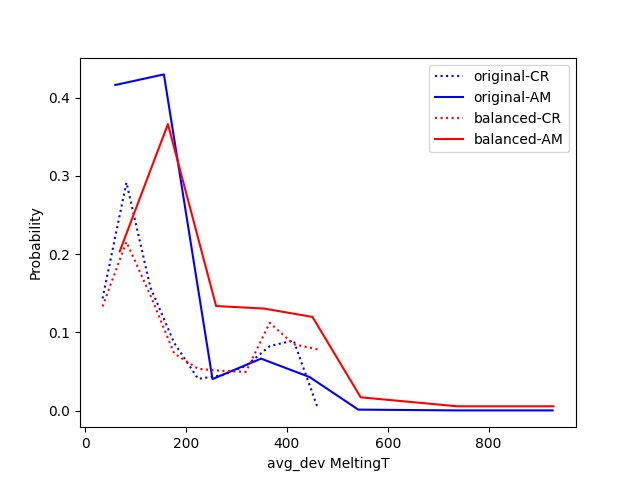 original-CR
original-AM
balanced-CR
balanced-AM
0.4
0.3
0.2
0.1
0.0
Probability
0 200 400 600 800
avg_dev MeltingT